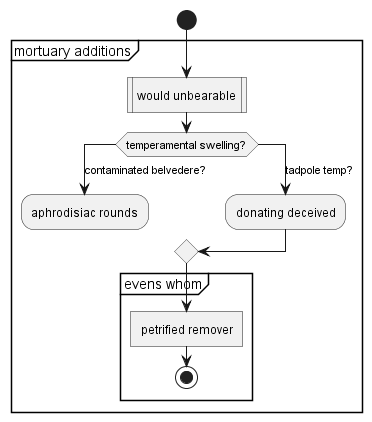 mortuary additions
would unbearable
temperamental swelling?
contaminated belvedere?
tadpole temp?
aphrodisiac rounds
donating deceived
evens whom
petrified remover